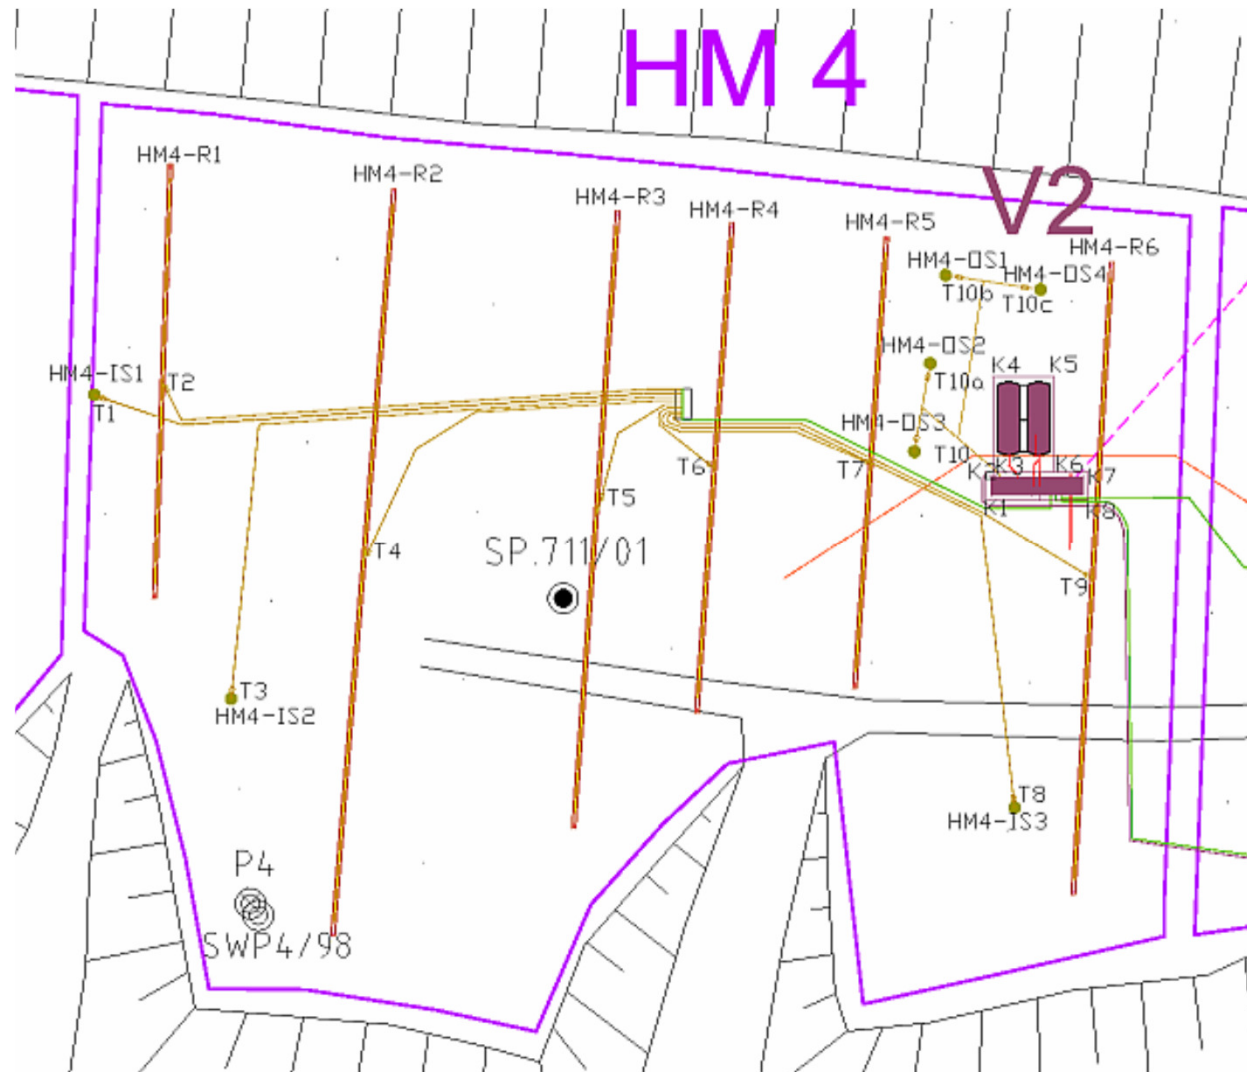 HM 4
HM4-R1
HM4-R2
HM4-R3
HM4-R4
HM4-R5
V2
HM4-R6
HM4-OS1
HM4-OS4
T10b
T10c
HM4-OS2
T10a
K4
K5
HM4-IS1
T1
T2
HM4-OS3
T10
T6
T7
K2
K3
K6
K7
K1
K8
T5
T4
SP.711/01
T9
T3
HM4-IS2
T8
HM4-IS3
P4
SWP4/98